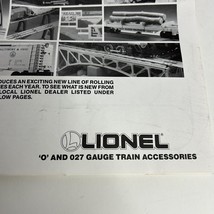 DUCES AN EXCITING NEW LINE OF ROLLING
ES EACH YEAR. TO SEE WHAT IS NEW FROM
LOCAL LIONEL DEALER LISTED UNDER
LOW PAGES.
LIONEL
'O' AND 027 GAUGE TRAIN ACCESSORIES